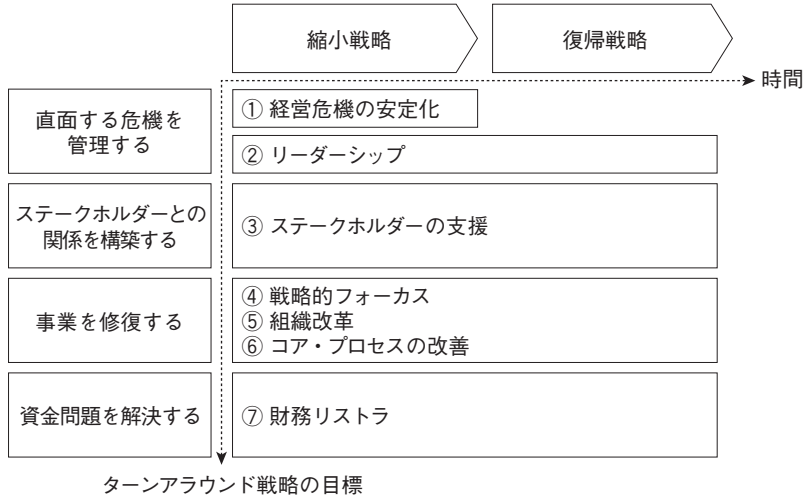 縮小戦略
復帰戦略
時間
直面する危機を
管理する
① 経営危機の安定化
② リーダーシップ
ステークホルダーとの
関係を構築する
③ ステークホルダーの支援
事業を修復する
④ 戦略的フォーカス
⑤ 組織改革
⑥ コア・プロセスの改善
資金問題を解決する
⑦ 財務リストラ
ターンアラウンド戦略の目標